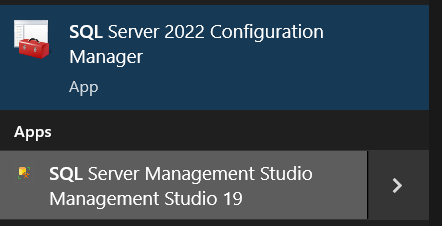 SQL Server 2022 Configuration
Manager
App
Apps
SQL Server Management Studio
Management Studio 19